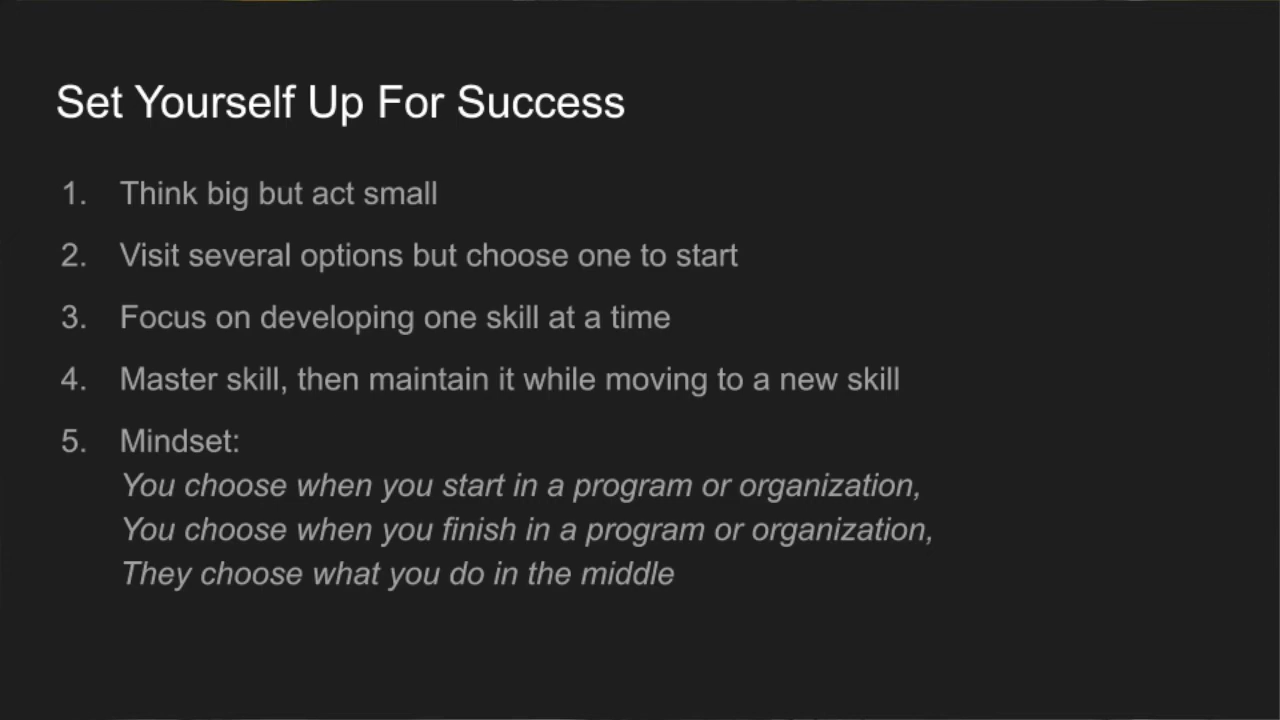 Set Yourself Up For Success
1. Think big but act small
2. Visit several options but choose one to start
3. Focus on developing one skill at a time
4. Master skill, then maintain it while moving to a new skill
5. Mindset:
You choose when you start in a program or organization,
You choose when you finish in a program or organization,
They choose what you do in the middle